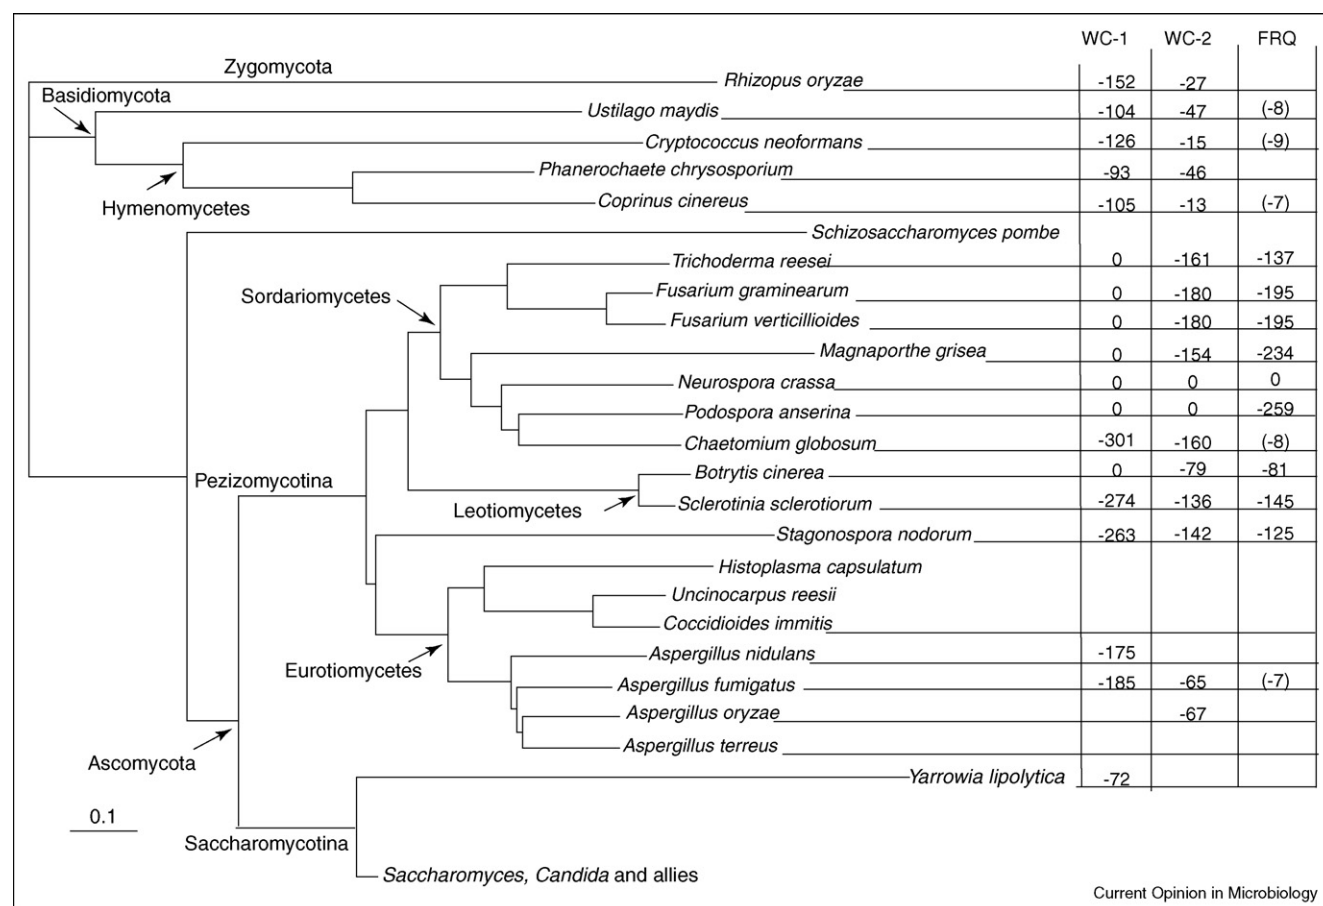 WC-1 WC-2 FRQ
Zygomycota
Rhizopus oryzae -152 -27
Basidiomycota
Ustilago maydis -104 -47 (-8)
Cryptococcus neoformans -126 -15 (-9)
Phanerochaete chrysosporium -93 -46
Hymenomycetes
Coprinus cinereus -105 -13 (-7)
Schizosaccharomyces pombe
Trichoderma reesei 0 -161 -137
Sordariomycetes
Fusarium graminearum 0 -180 -195
Fusarium verticillioides 0 -180 -195
Magnaporthe grisea 0 -154 -234
Neurospora crassa 0 0 0
Podospora anserina 0 0 -259
Chaetomium globosum -301 -160 (-8)
Pezizomycotina
Botrytis cinerea 0 -79 -81
Leotiomycetes
Sclerotinia sclerotiorum -274 -136 -145
Stagonospora nodorum -263 -142 -125
Histoplasma capsulatum
Uncinocarpus reesii
Coccidioides immitis
Eurotiomycetes
Aspergillus nidulans -175
Aspergillus fumigatus -185 -65 (-7)
Aspergillus oryzae -67
Aspergillus terreus
Ascomycota
Yarrowia lipolytica -72
0.1
Saccharomycotina
Saccharomyces, Candida and allies
Current Opinion in Microbiology